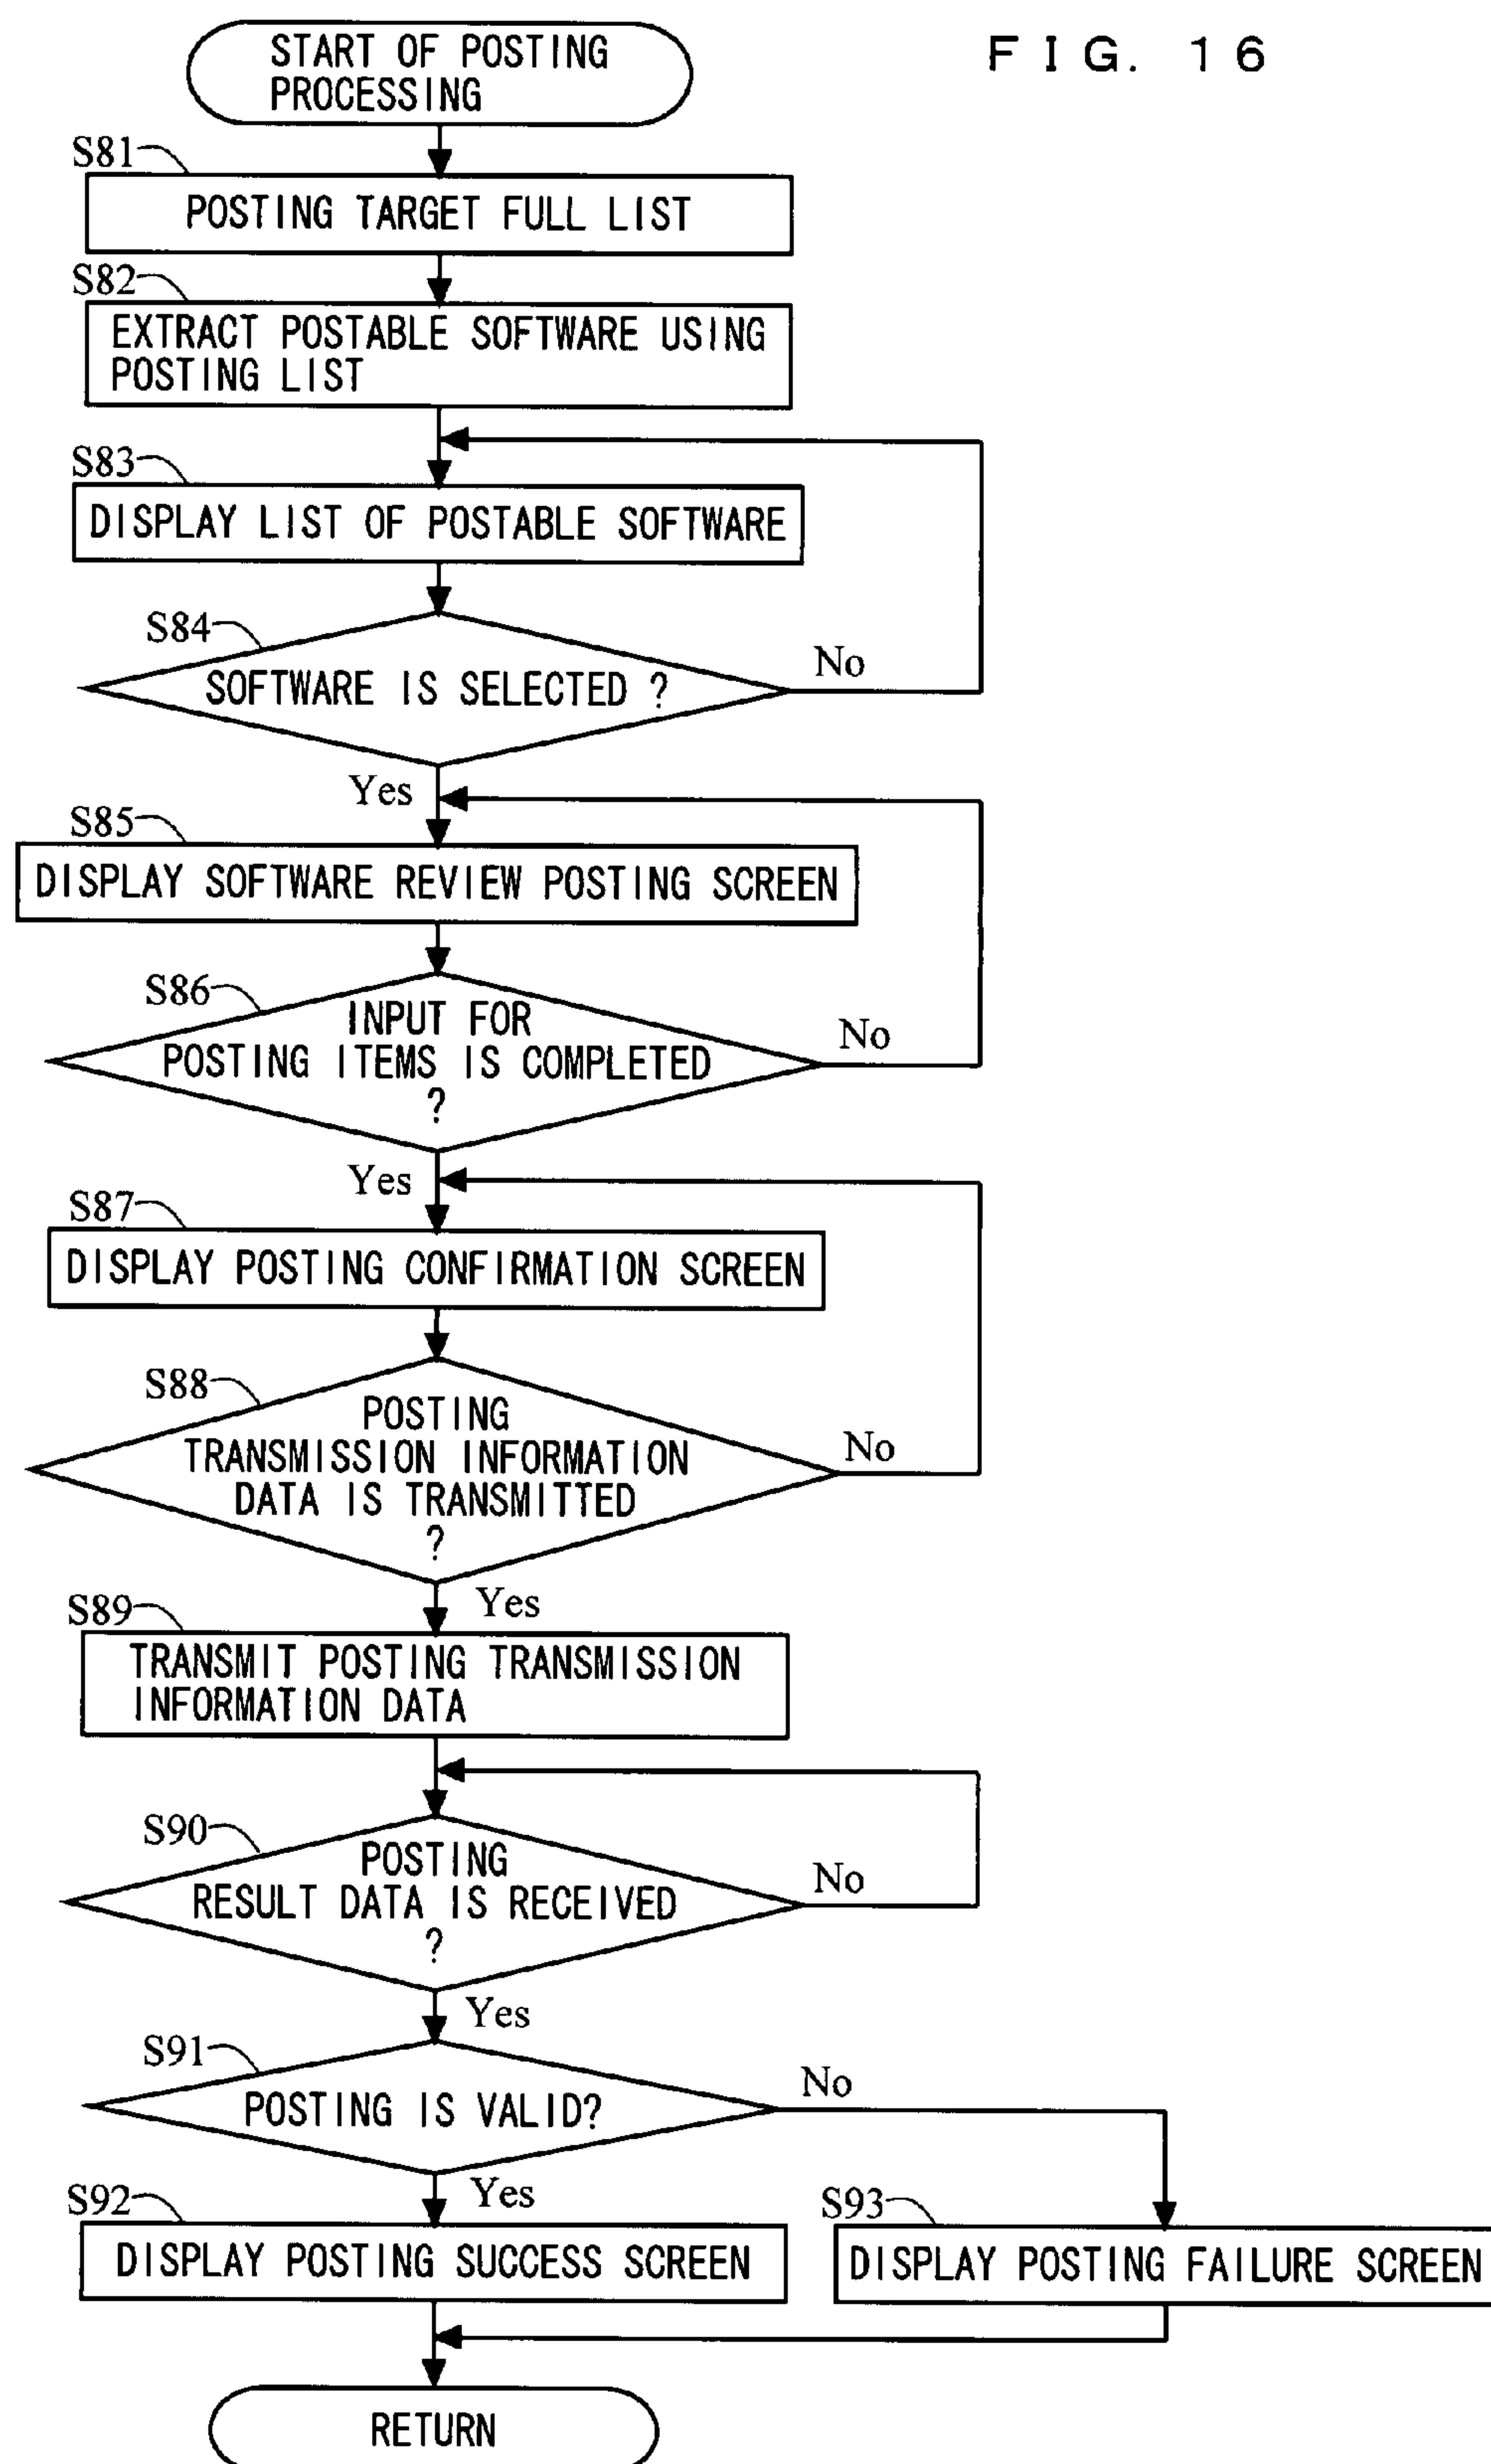 FIG. 16
START OF POSTING
PROCESSING
S81
POSTING TARGET FULL LIST
S82
EXTRACT POSTABLE SOFTWARE USING
POSTING LIST
S83
DISPLAY LIST OF POSTABLE SOFTWARE
S84
SOFTWARE IS SELECTED ?
No
Yes
S85
DISPLAY SOFTWARE REVIEW POSTING SCREEN
S86
INPUT FOR
POSTING ITEMS IS COMPLETED
?
No
Yes
S87
DISPLAY POSTING CONFIRMATION SCREEN
S88
POSTING
TRANSMISSION INFORMATION
DATA IS TRANSMITTED
?
No
Yes
S89
TRANSMIT POSTING TRANSMISSION
INFORMATION DATA
S90
POSTING
RESULT DATA IS RECEIVED
?
No
Yes
S91
POSTING IS VALID?
No
Yes
S92
DISPLAY POSTING SUCCESS SCREEN
S93
DISPLAY POSTING FAILURE SCREEN
RETURN